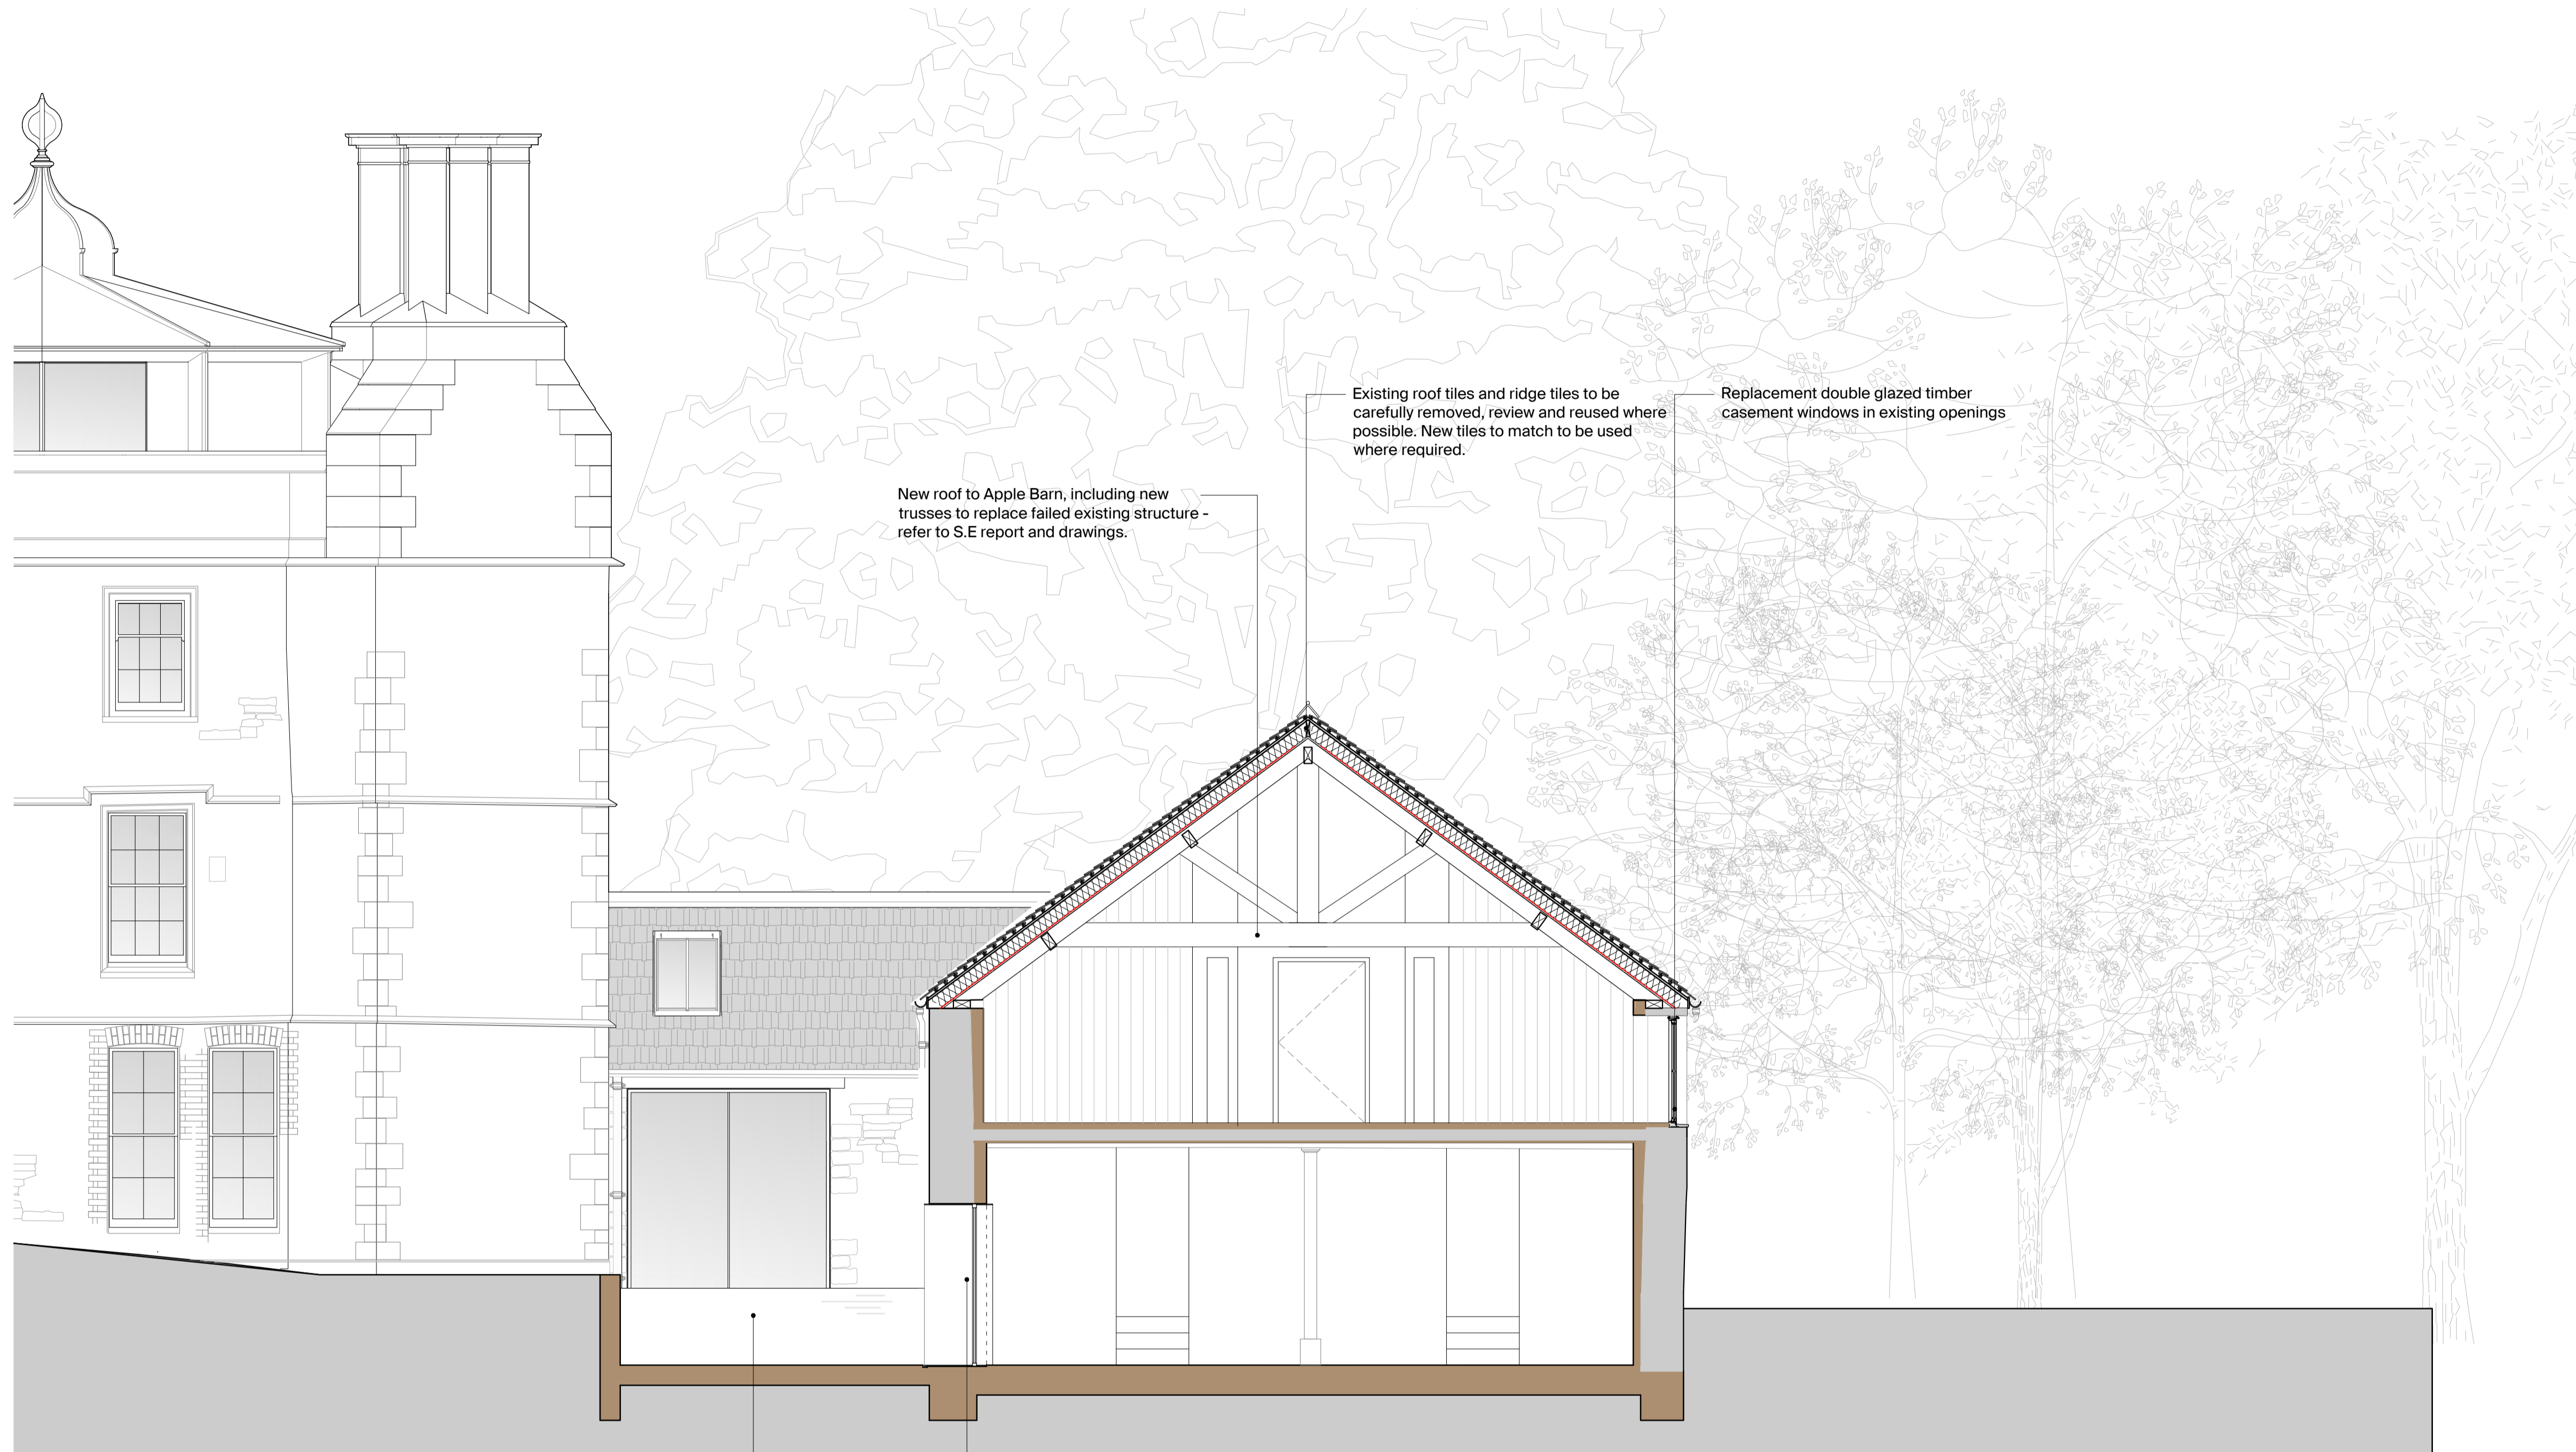 Existing roof tiles and ridge tiles to be
carefully removed, review and reused where
possible. New tiles to match to be used
where required.
Replacement double glazed timber
casement windows in existing openings
New roof to Apple Barn, including new
trusses to replace failed existing structure -
refer to S.E report and drawings.